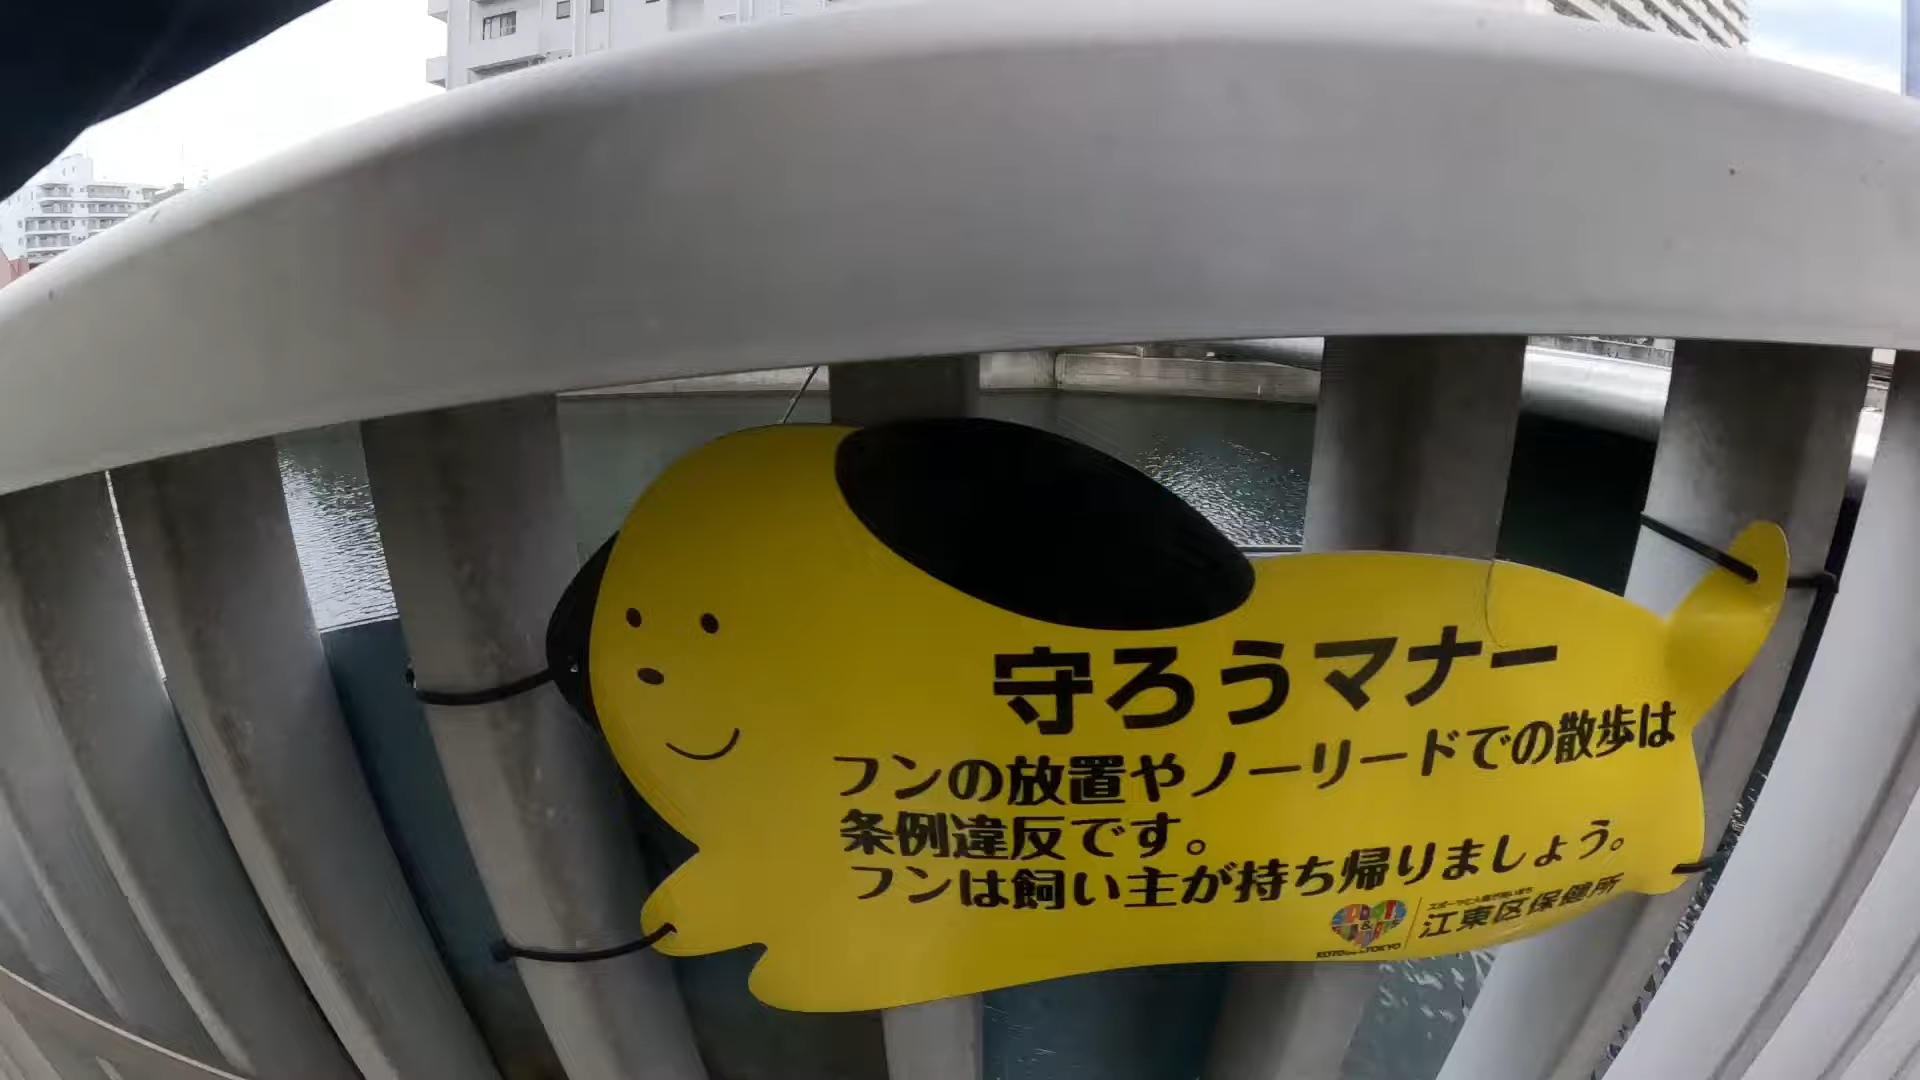 守ろうマナー
フンの放置やノーリードでの散歩は
条例違反です。
フンは飼い主が持ち帰りましょう。
江東区保健所